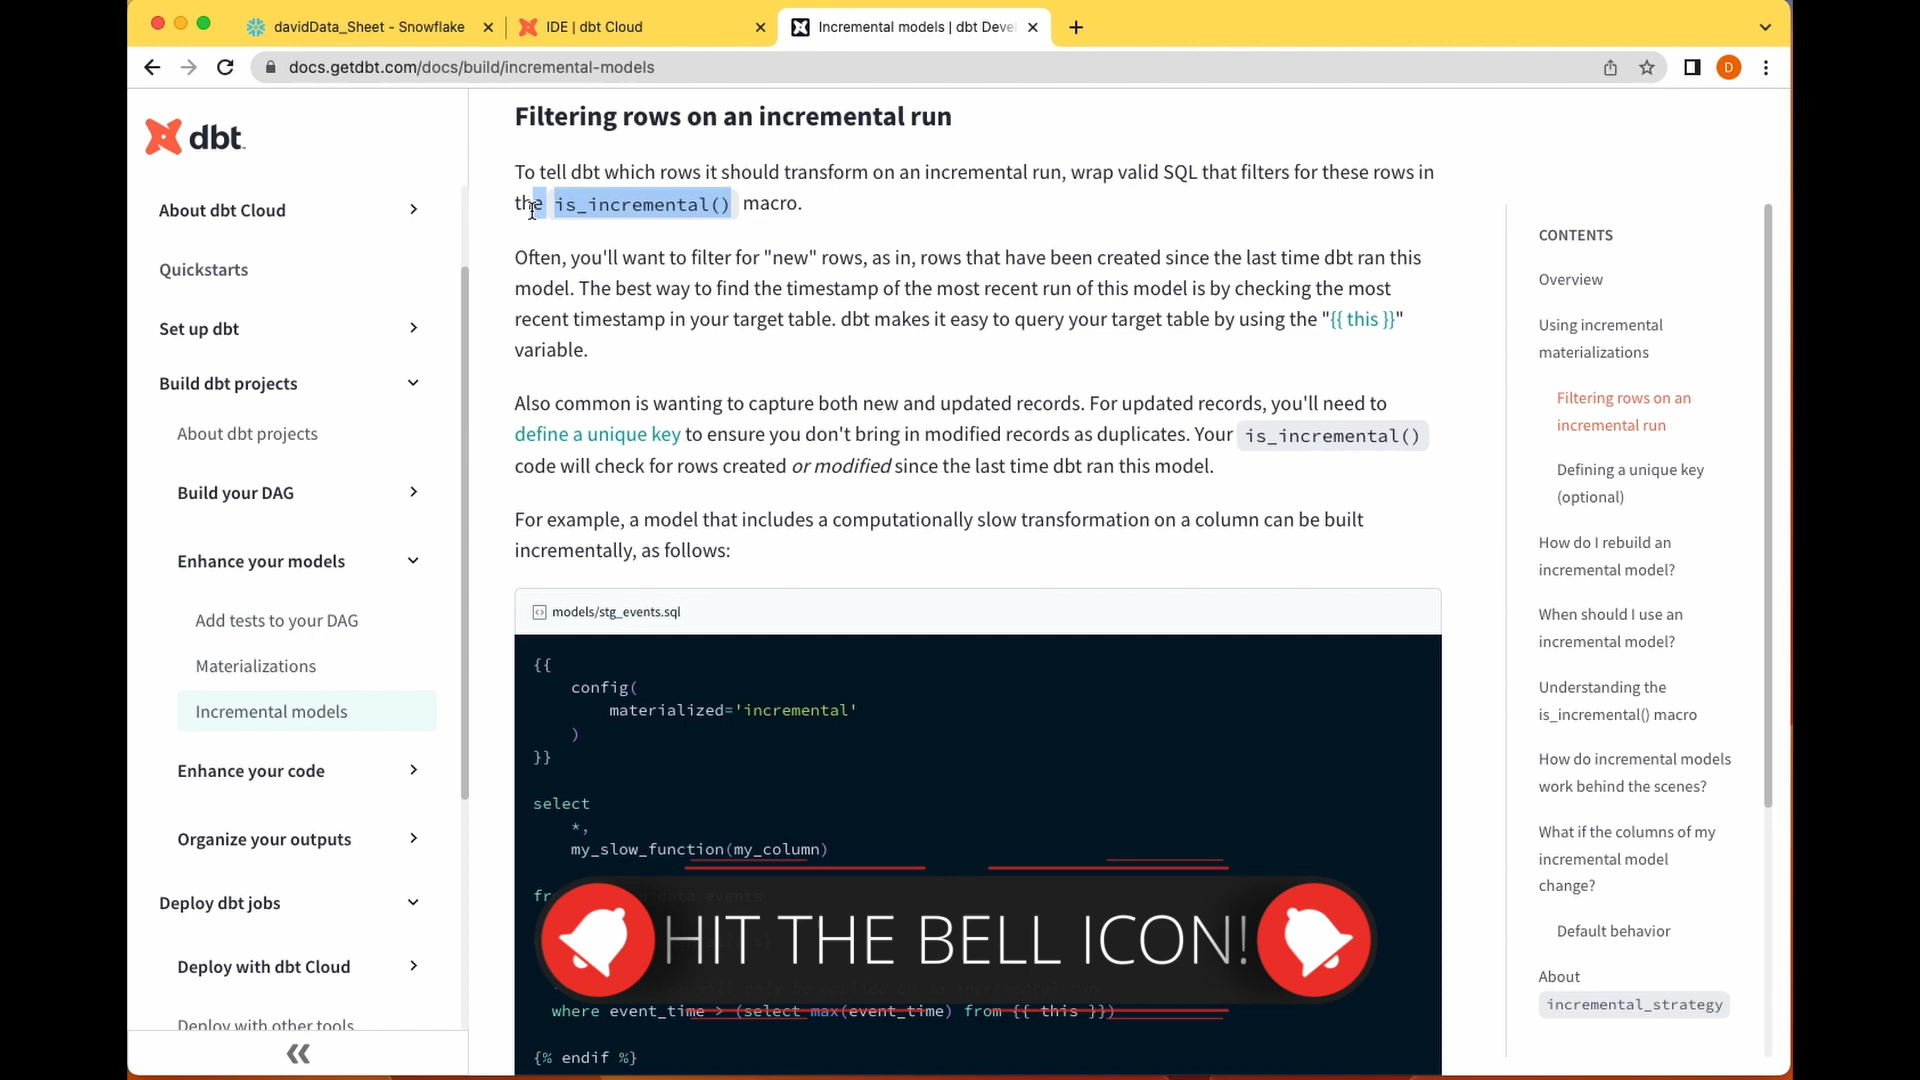 davidData_Sheet - Snowflake
IDE | dbt Cloud
Incremental models | dbt Deve
docs.getdbt.com/docs/build/incremental-models
D
dbt
About dbt Cloud
Quickstarts
Set up dbt
Build dbt projects
About dbt projects
Build your DAG
Enhance your models
Add tests to your DAG
Materializations
Incremental models
Enhance your code
Organize your outputs
Deploy dbt jobs
Deploy with dbt Cloud
Deploy with other tools
Filtering rows on an incremental run
To tell dbt which rows it should transform on an incremental run, wrap valid SQL that filters for these rows in
the is_incremental() macro.
Often, you'll want to filter for "new" rows, as in, rows that have been created since the last time dbt ran this
model. The best way to find the timestamp of the most recent run of this model is by checking the most
recent timestamp in your target table. dbt makes it easy to query your target table by using the "{{ this }}"
variable.
Also common is wanting to capture both new and updated records. For updated records, you'll need to
define a unique key to ensure you don't bring in modified records as duplicates. Your is_incremental()
code will check for rows created or modified since the last time dbt ran this model.
For example, a model that includes a computationally slow transformation on a column can be built
incrementally, as follows:
models/stg_events.sql
{{
config(
materialized='incremental'
)
}}
select
*,
my_slow_function(my_column)
HIT THE BELL ICON!
where event_time > (select max(event_time) from {{ this }})
{% endif %}
CONTENTS
Overview
Using incremental
materializations
Filtering rows on an
incremental run
Defining a unique key
(optional)
How do I rebuild an
incremental model?
When should I use an
incremental model?
Understanding the
is_incremental() macro
How do incremental models
work behind the scenes?
What if the columns of my
incremental model
change?
Default behavior
About
incremental_strategy